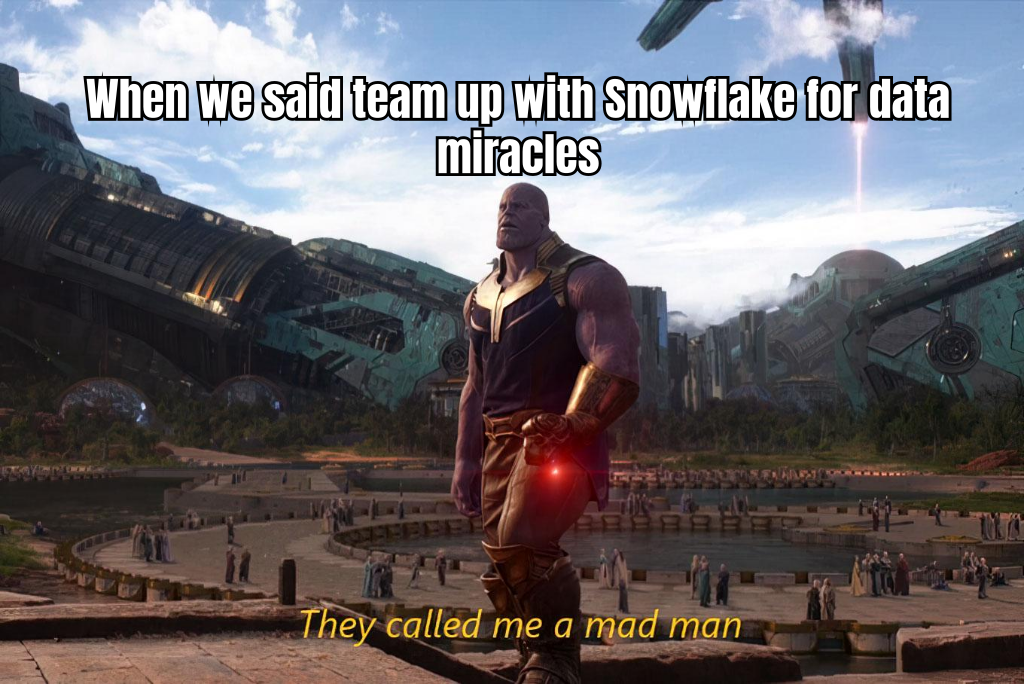 When we said team up with Snowflake for data
miracles
They called me a mad man